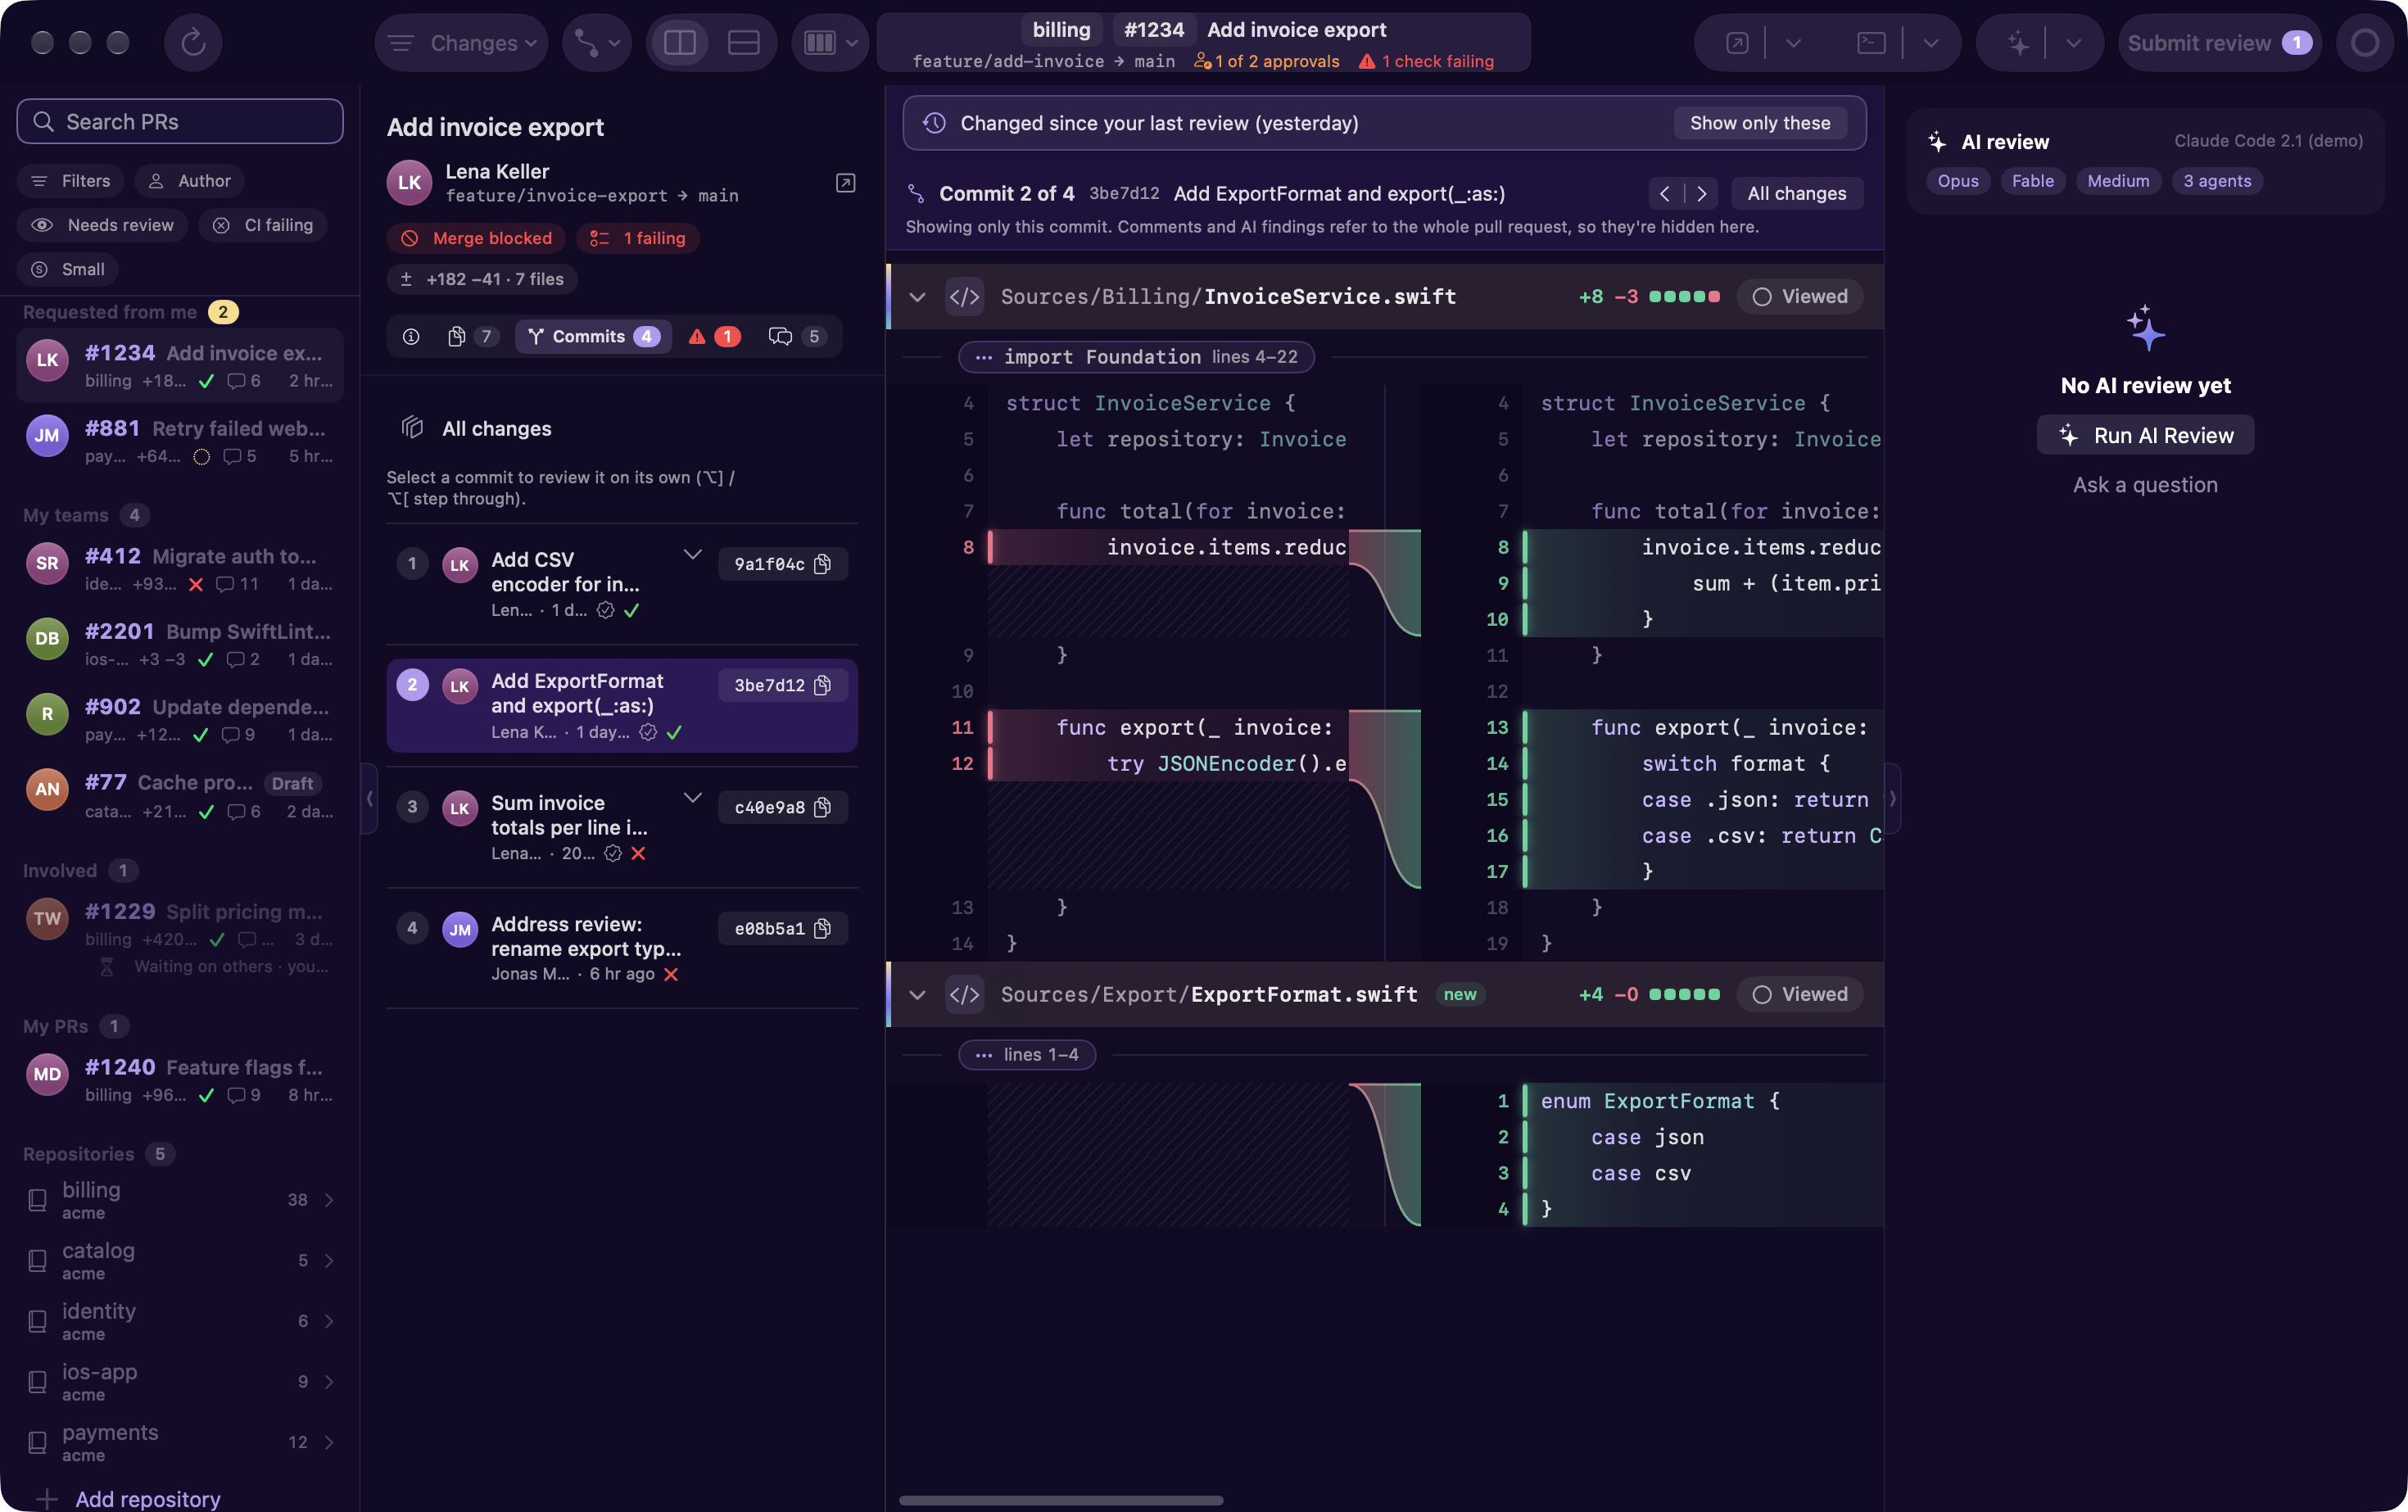 Changes
billing #1234 Add invoice export
feature/add-invoice → main 1 of 2 approvals 1 check failing
Submit review 1
Search PRs
Filters Author
Needs review CI failing
Small
Requested from me 2
LK #1234 Add invoice ex...
billing +18... 6 2 hr...
JM #881 Retry failed web...
pay... +64... 5 5 hr...
My teams 4
SR #412 Migrate auth to...
ide... +93... 11 1 da...
DB #2201 Bump SwiftLint...
ios-... +3 −3 2 1 da...
R #902 Update depende...
pay... +12... 9 1 da...
AN #77 Cache pro... Draft
cata... +21... 6 2 da...
Involved 1
TW #1229 Split pricing m...
billing +420... ... 3 d...
Waiting on others · you...
My PRs 1
MD #1240 Feature flags f...
billing +96... 9 8 hr...
Repositories 5
billing 38
acme
catalog 5
acme
identity 6
acme
ios-app 9
acme
payments 12
acme
Add repository
Add invoice export
LK Lena Keller
feature/invoice-export → main
Merge blocked 1 failing
+182 −41 · 7 files
7 Commits 4 1 5
All changes
Select a commit to review it on its own (⌥] /
⌥[ step through).
1 LK Add CSV
encoder for in... 9a1f04c
Len... · 1 d...
2 LK Add ExportFormat
and export(_:as:) 3be7d12
Lena K... · 1 day...
3 LK Sum invoice
totals per line i... c40e9a8
Lena... · 20...
4 JM Address review:
rename export typ... e08b5a1
Jonas M... · 6 hr ago
Changed since your last review (yesterday) Show only these
Commit 2 of 4 3be7d12 Add ExportFormat and export(_:as:) All changes
Showing only this commit. Comments and AI findings refer to the whole pull request, so they're hidden here.
Sources/Billing/InvoiceService.swift +8 −3 Viewed
... import Foundation lines 4–22
4 struct InvoiceService {
5 let repository: Invoice
6
7 func total(for invoice:
8 invoice.items.reduc
9 }
10
11 func export(_ invoice:
12 try JSONEncoder().e
13 }
14 }
4 struct InvoiceService {
5 let repository: Invoice
6
7 func total(for invoice:
8 invoice.items.reduc
9 sum + (item.pri
10 }
11 }
12
13 func export(_ invoice:
14 switch format {
15 case .json: return
16 case .csv: return C
17 }
18 }
19 }
Sources/Export/ExportFormat.swift new +4 −0 Viewed
... lines 1–4
1 enum ExportFormat {
2 case json
3 case csv
4 }
AI review Claude Code 2.1 (demo)
Opus Fable Medium 3 agents
No AI review yet
Run AI Review
Ask a question